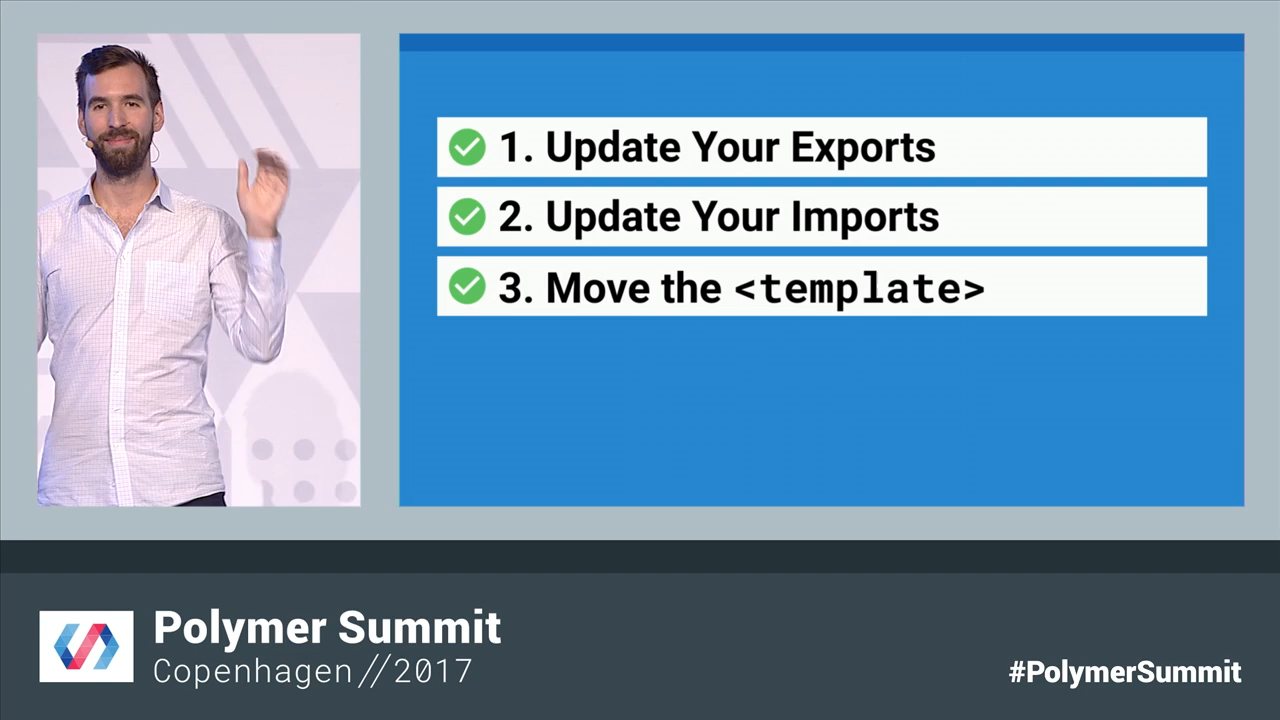 1. Update Your Exports
2. Update Your Imports
3. Move the <template>
Polymer Summit
Copenhagen//2017
#PolymerSummit